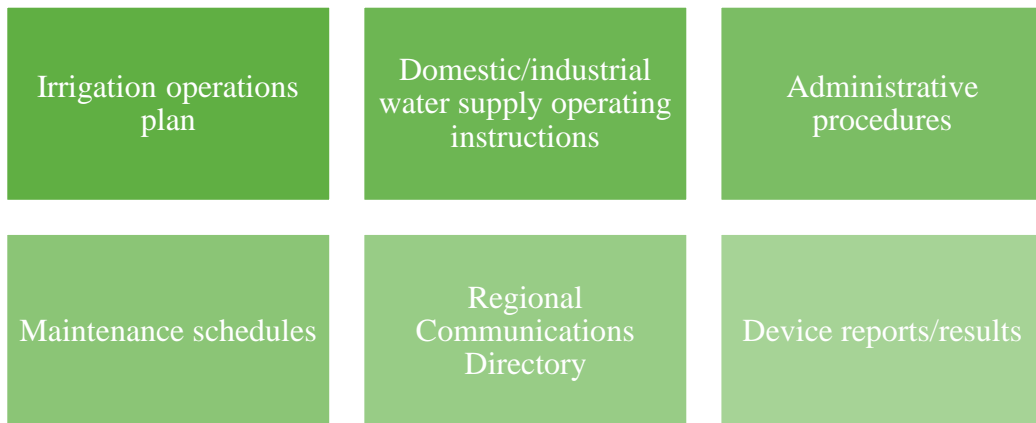 Irrigation operations
plan
Domestic/industrial
water supply operating
instructions
Administrative
procedures
Maintenance schedules
Regional
Communications
Directory
Device reports/results